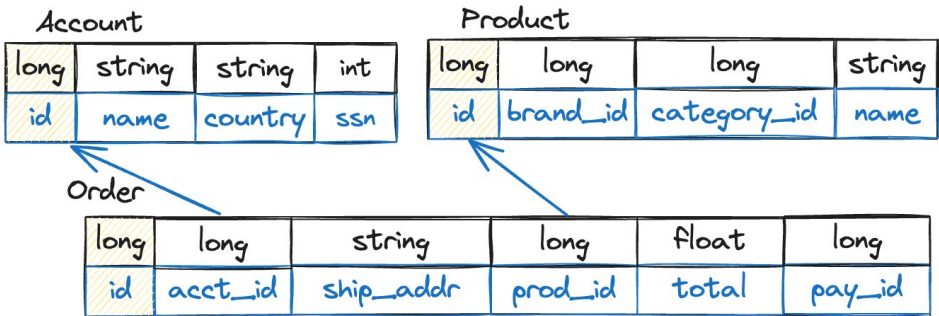 Account
long string string int
id name country ssn
Product
long long long string
id brand_id category_id name
Order
long long string long float long
id acct_id ship_addr prod_id total pay_id